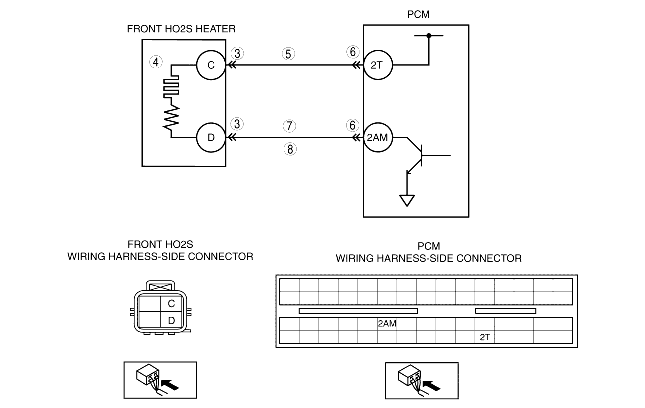 PCM
FRONT HO2S HEATER
4
C
3
5
6
2T
D
3
7
8
6
2AM
FRONT HO2S
WIRING HARNESS-SIDE CONNECTOR
C
D
PCM
WIRING HARNESS-SIDE CONNECTOR
2AM
2T